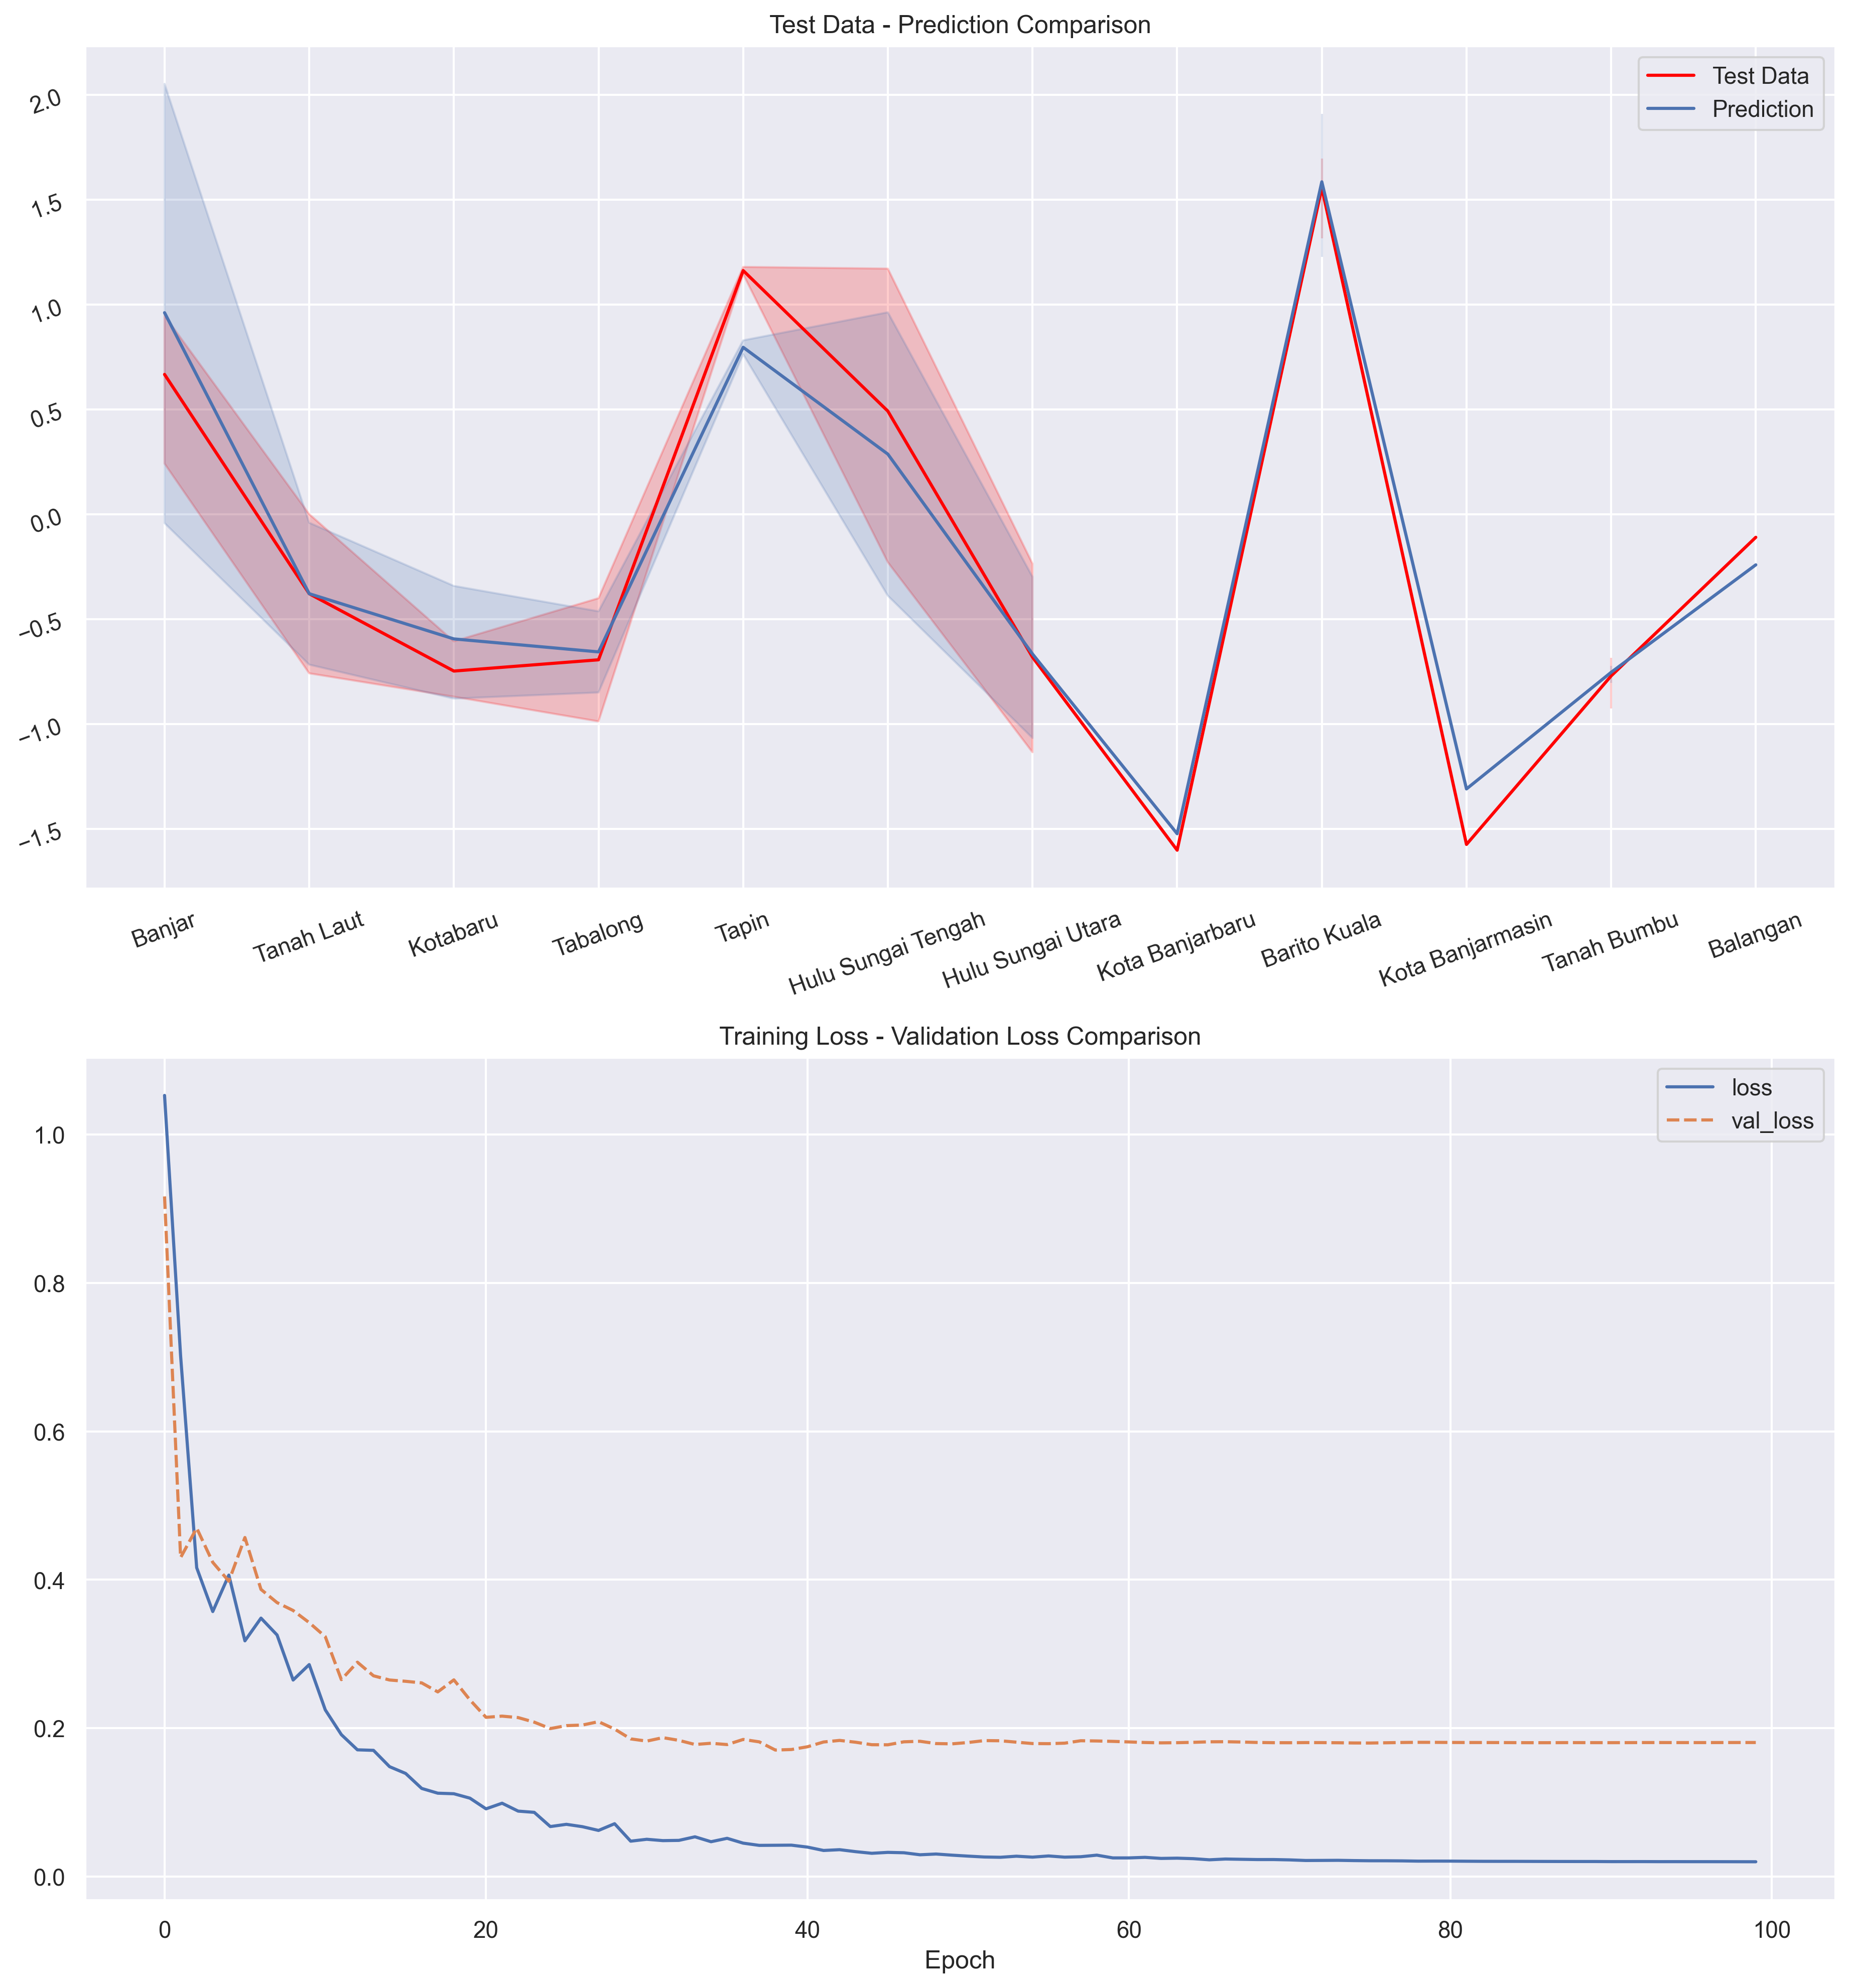 Test Data - Prediction Comparison
Test Data
Prediction
2.0
1.5
1.0
0.5
0.0
−0.5
−1.0
−1.5
Banjar
Tanah Laut
Kotabaru
Tabalong
Tapin
Hulu Sungai Tengah
Hulu Sungai Utara
Kota Banjarbaru
Barito Kuala
Kota Banjarmasin
Tanah Bumbu
Balangan
Training Loss - Validation Loss Comparison
loss
val_loss
1.0
0.8
0.6
0.4
0.2
0.0
0 20 40 60 80 100
Epoch